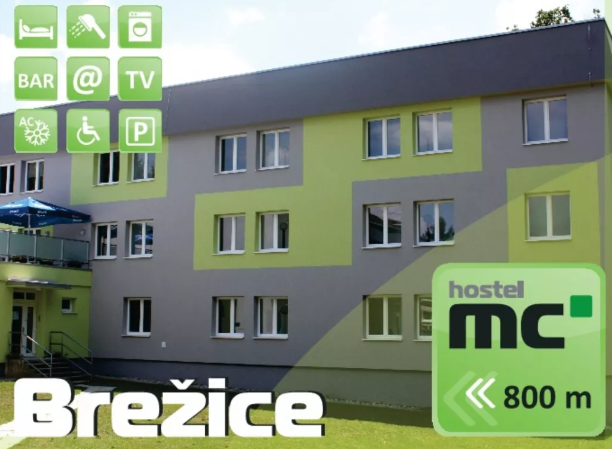 BAR @ TV
AC P
hostel
mc
800 m
Brežice